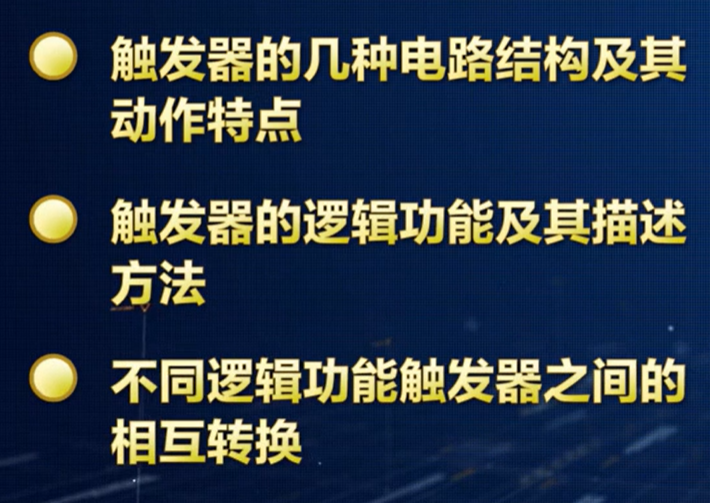 触发器的几种电路结构及其
动作特点
触发器的逻辑功能及其描述
方法
不同逻辑功能触发器之间的
相互转换